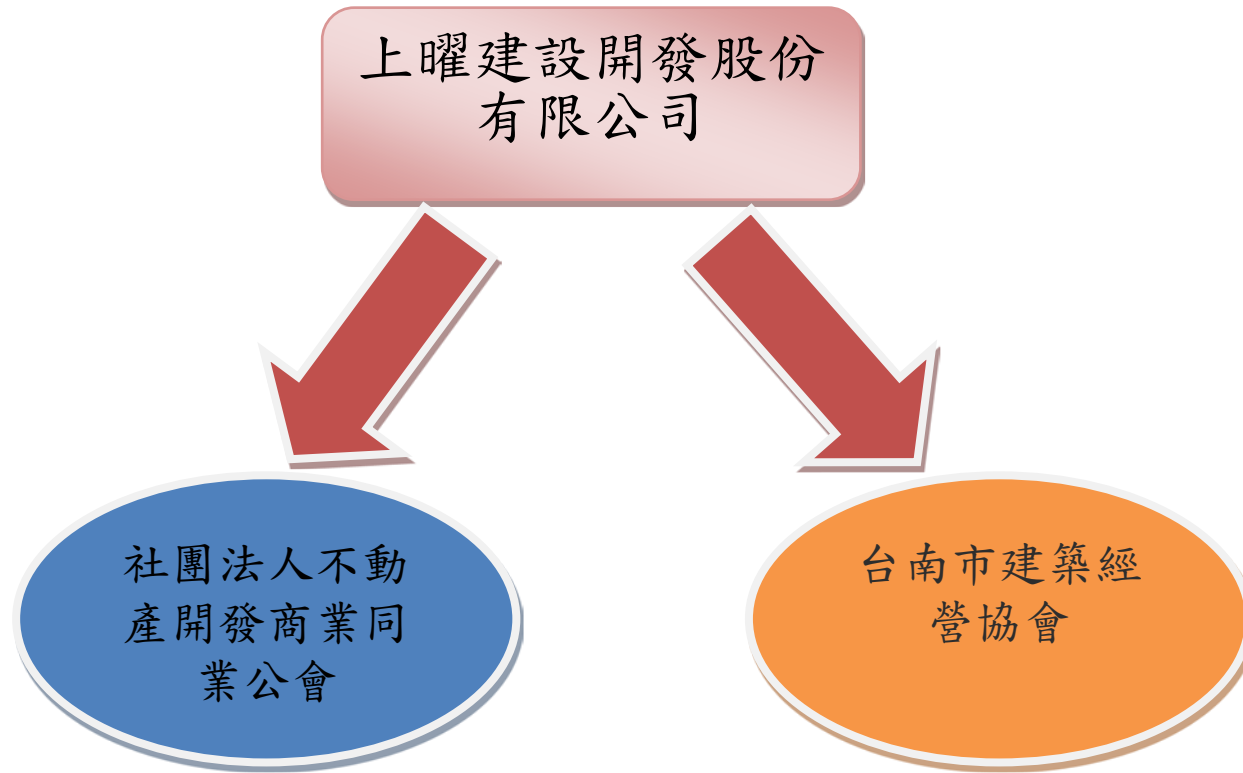 上曜建設開發股份
有限公司
社團法人不動
產開發商業同
業公會
台南市建築經
營協會